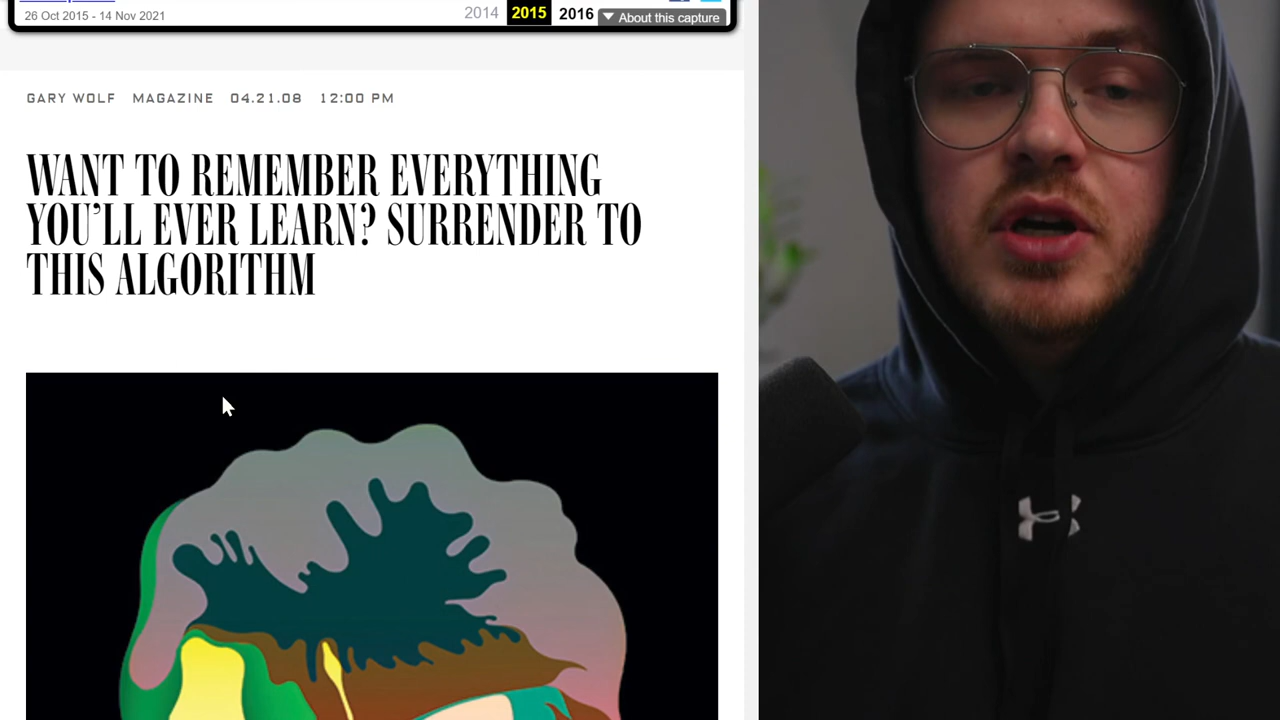 26 Oct 2015 - 14 Nov 2021
2014 2015 2016 About this capture
GARY WOLF MAGAZINE 04.21.08 12:00 PM
WANT TO REMEMBER EVERYTHING
YOU'LL EVER LEARN? SURRENDER TO
THIS ALGORITHM